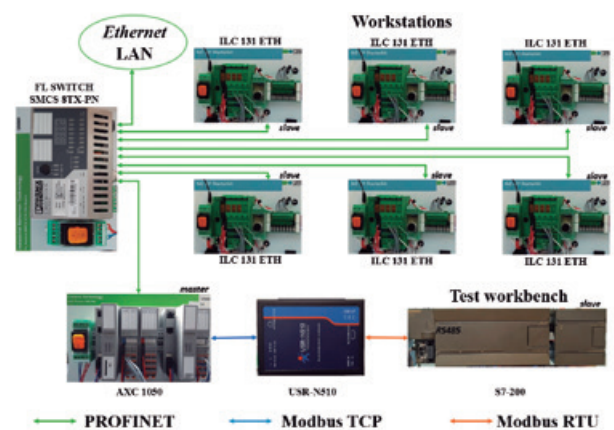 Ethernet
LAN
Workstations
ILC 131 ETH
ILC 131 ETH
ILC 131 ETH
FL SWITCH
SMCS 8TX-PN
slave
slave
slave
slave
slave
slave
ILC 131 ETH
ILC 131 ETH
ILC 131 ETH
master
Test workbench
slave
USR-N510
RS485
AXC 1050
USR-N510
S7-200
PROFINET
Modbus TCP
Modbus RTU